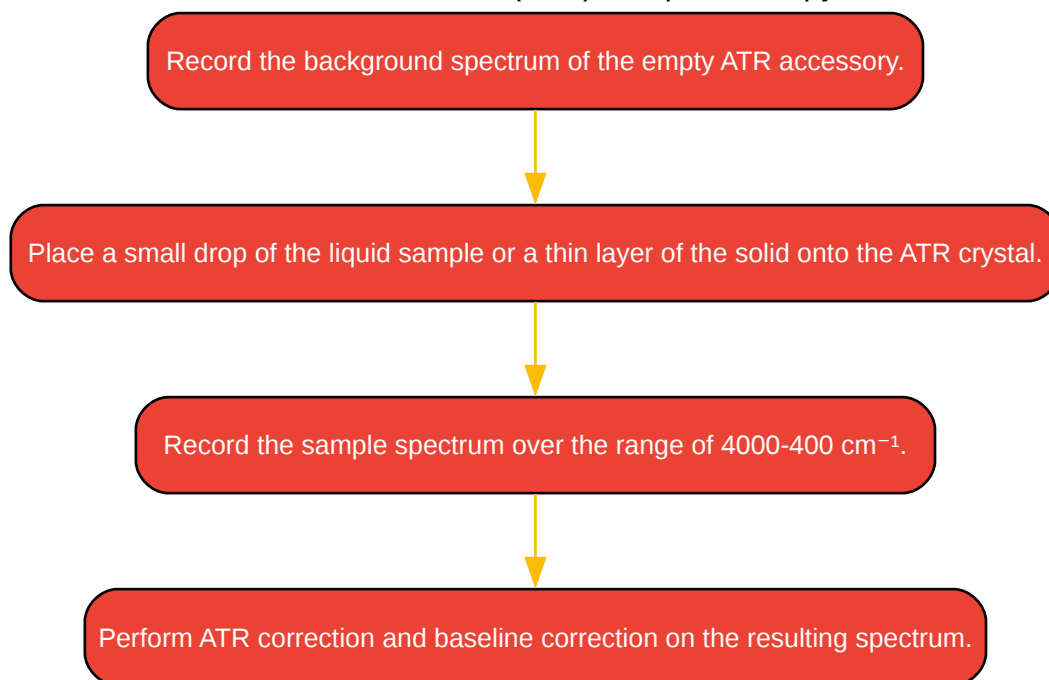 Record the background spectrum of the empty ATR accessory.
Place a small drop of the liquid sample or a thin layer of the solid onto the ATR crystal.
Record the sample spectrum over the range of 4000-400 cm⁻¹.
Perform ATR correction and baseline correction on the resulting spectrum.